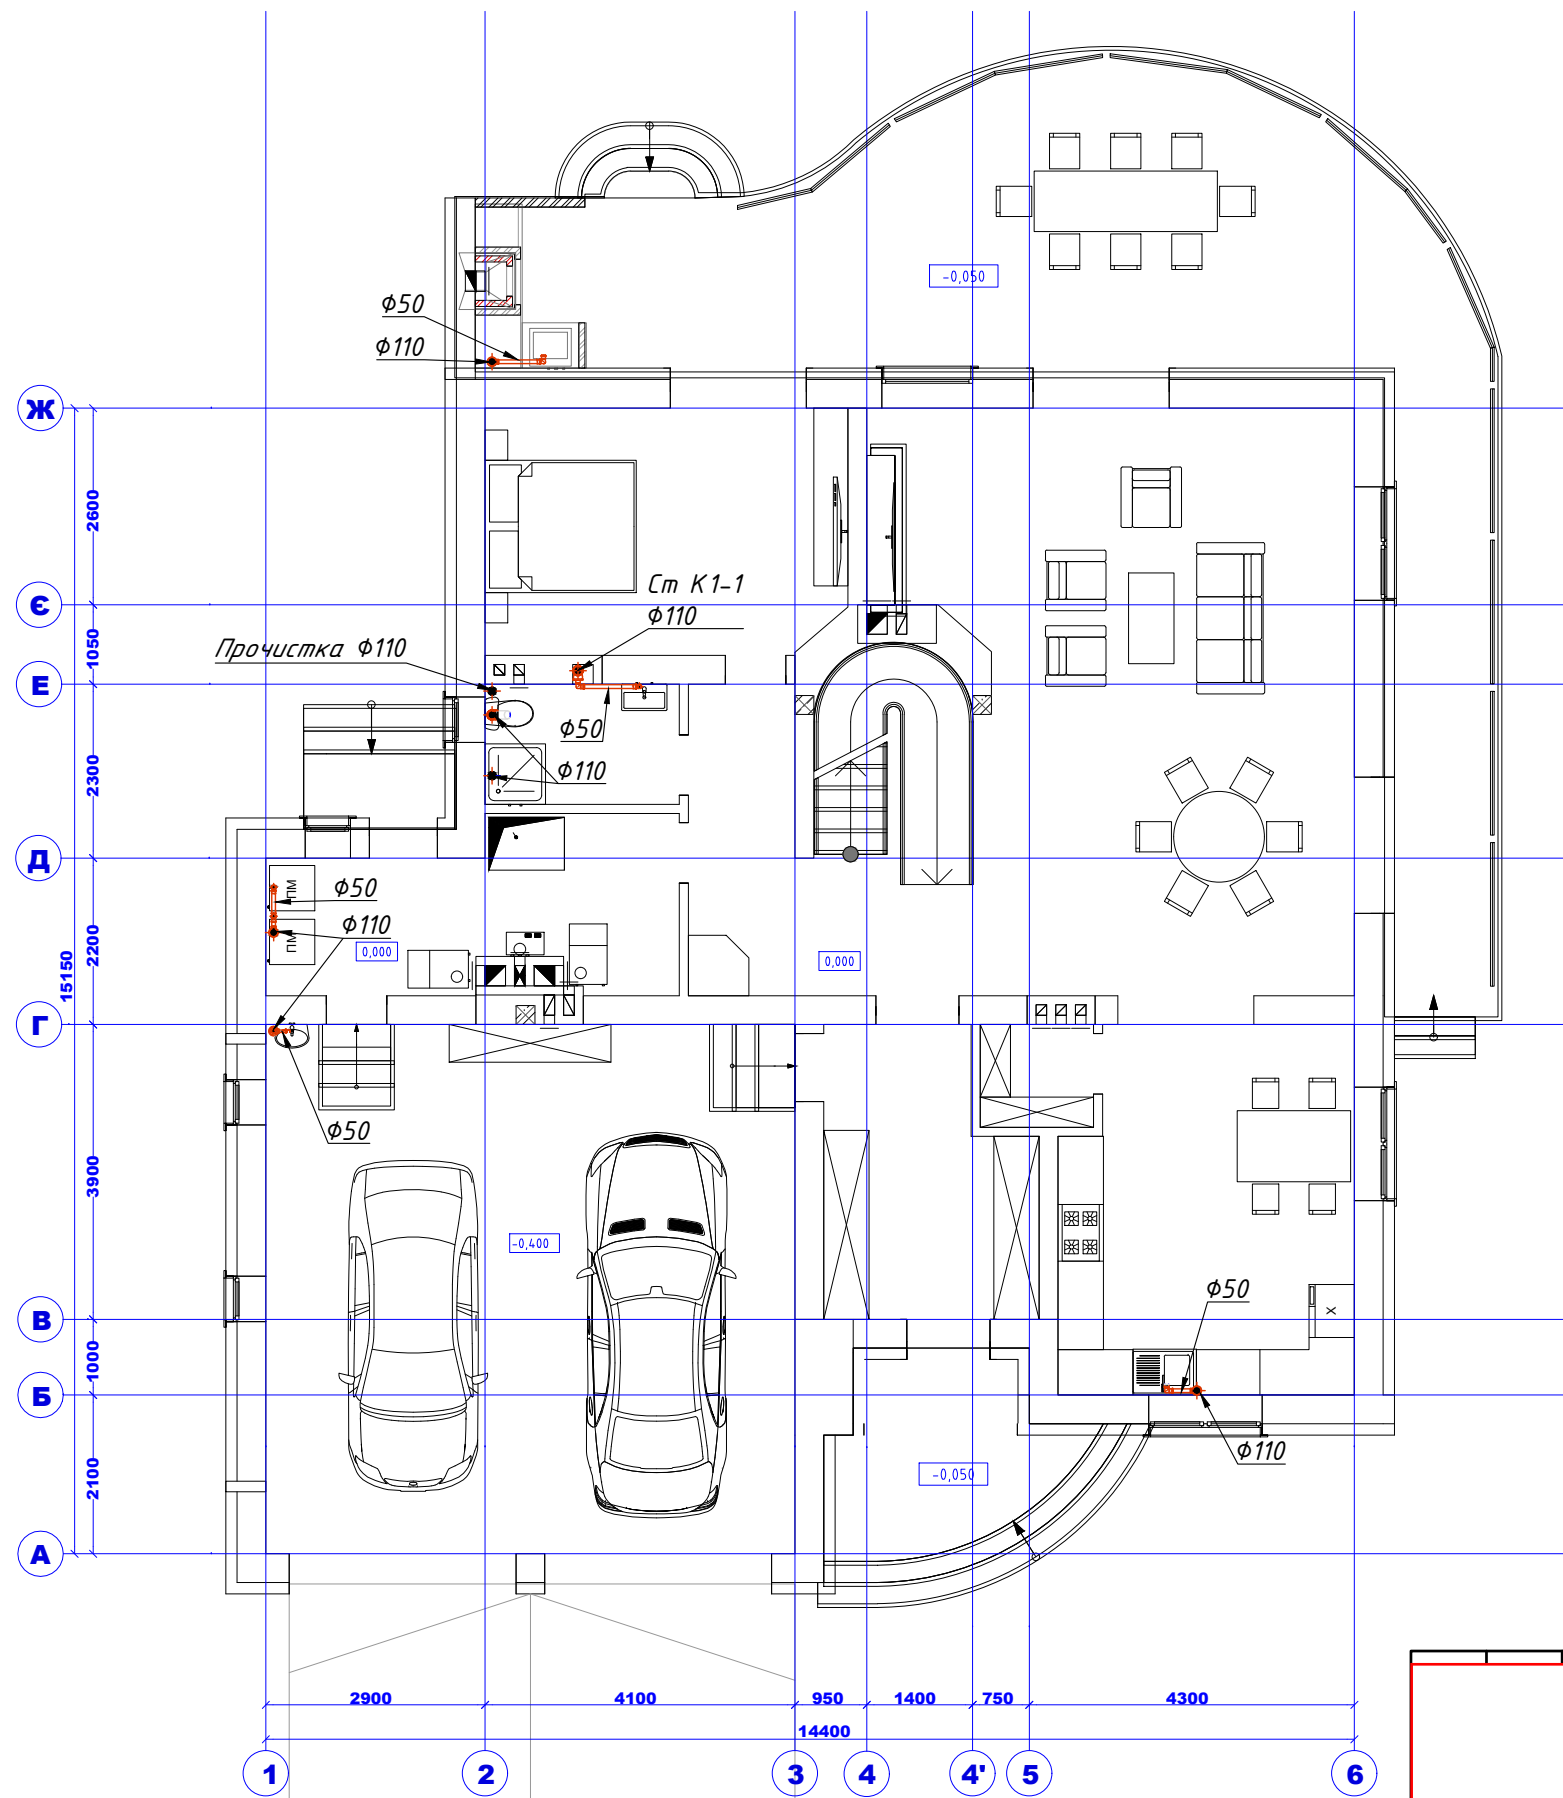 -0,050
Ф50
Ф110
Ж
2600
Ст К1-1
Є
Ф110
1050
Прочистка Ф110
Е
Ф50
Ф110
2300
Д
ПМ
Ф50
ПМ
Ф110
0,000
0,000
2200
15150
Г
Ф50
3900
-0,400
Ф50
X
В
1000
Б
Ф110
-0,050
2100
А
2900
4100
950
1400
750
4300
14400
1
2
3
4
4'
5
6